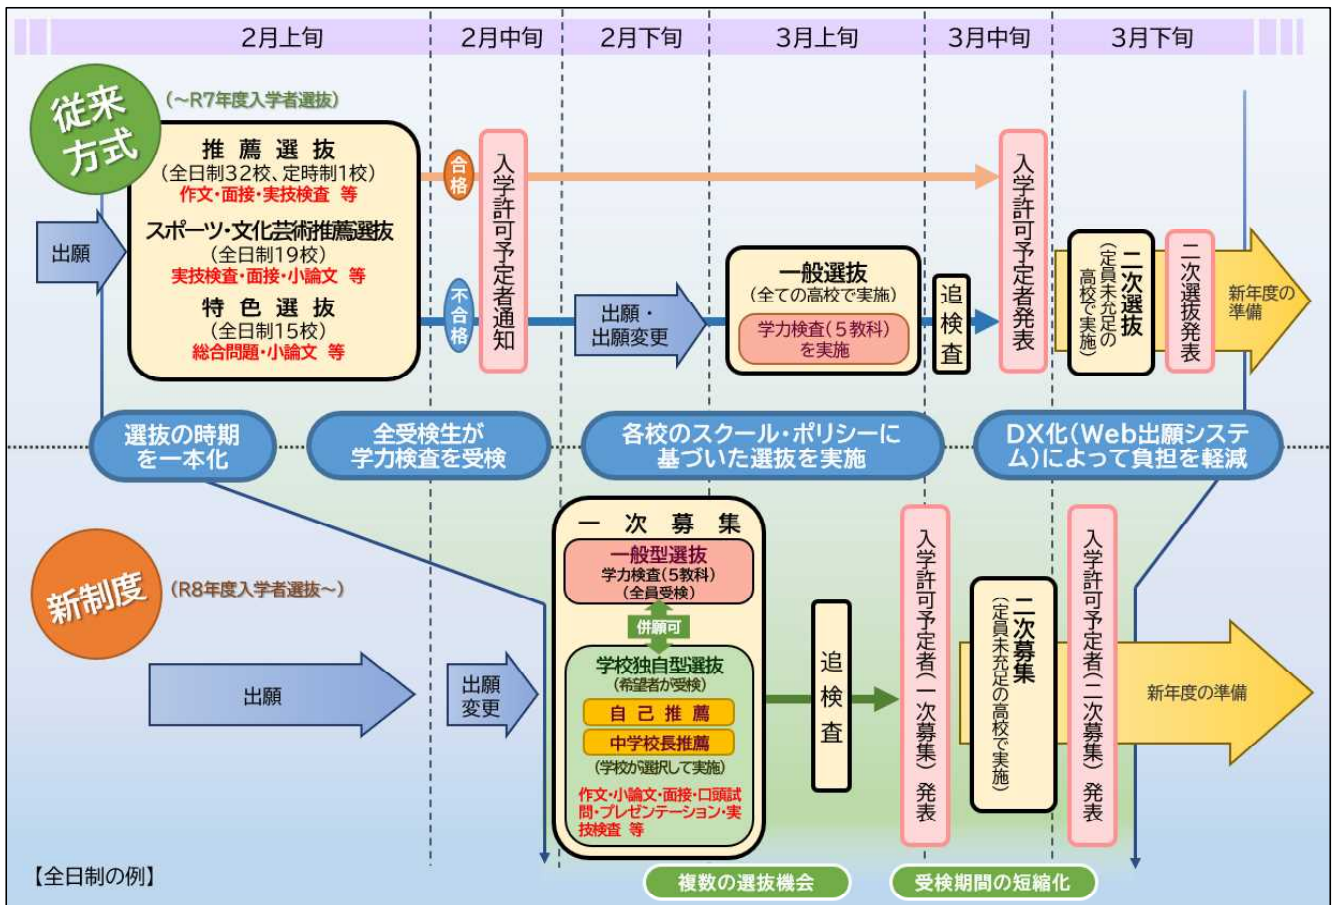 2月上旬
2月中旬
2月下旬
3月上旬
3月中旬
3月下旬
従来
方式
(～R7年度入学者選抜)
推薦選抜
(全日制32校、定時制1校)
作文・面接・実技検査 等
スポーツ・文化芸術推薦選抜
(全日制19校)
実技検査・面接・小論文 等
特色選抜
(全日制15校)
総合問題・小論文 等
出願
合格
不合格
入学許可予定者通知
出願・
出願変更
一般選抜
(全ての高校で実施)
学力検査(5教科)
を実施
追検査
入学許可予定者発表
二次選抜
(定員未充足の
高校で実施)
二次選抜発表
新年度の
準備
選抜の時期
を一本化
全受検生が
学力検査を受検
各校のスクール・ポリシーに
基づいた選抜を実施
DX化(Web出願システ
ム)によって負担を軽減
新制度
(R8年度入学者選抜～)
出願
出願
変更
一次募集
一般型選抜
学力検査(5教科)
(全員受検)
併願可
学校独自型選抜
(希望者が受検)
自己推薦
中学校長推薦
(学校が選択して実施)
作文・小論文・面接・口頭試
問・プレゼンテーション・実
技検査 等
追検査
入学許可予定者(一次募集)発表
二次募集
(定員未充足の高校で実施)
入学許可予定者(二次募集)発表
新年度の準備
【全日制の例】
複数の選抜機会
受検期間の短縮化